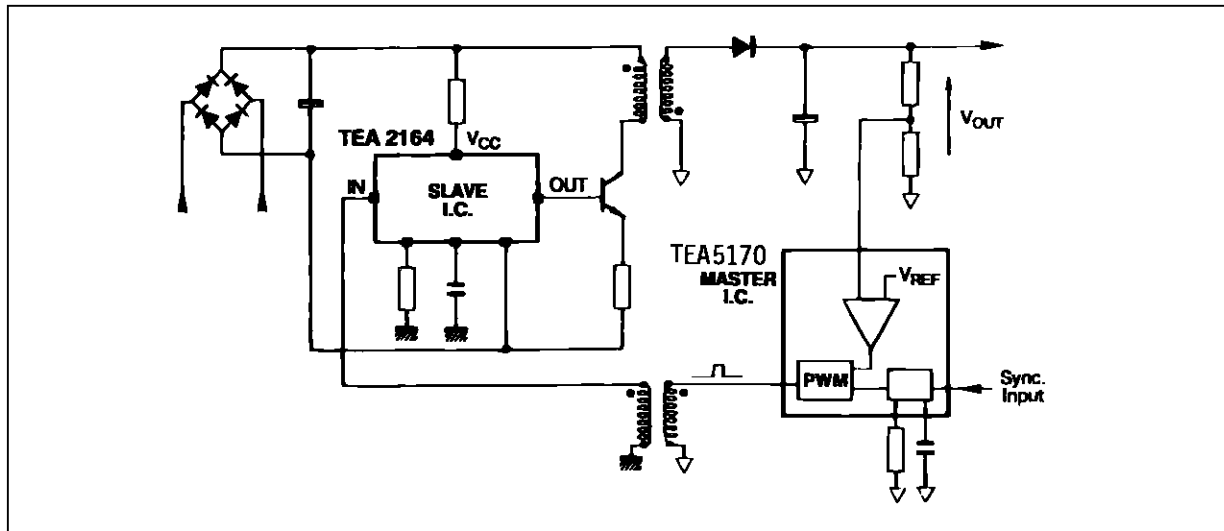 TEA 2164
VCC
IN
SLAVE
I.C.
OUT
VOUT
TEA5170
MASTER
I.C.
VREF
PWM
Sync.
Input